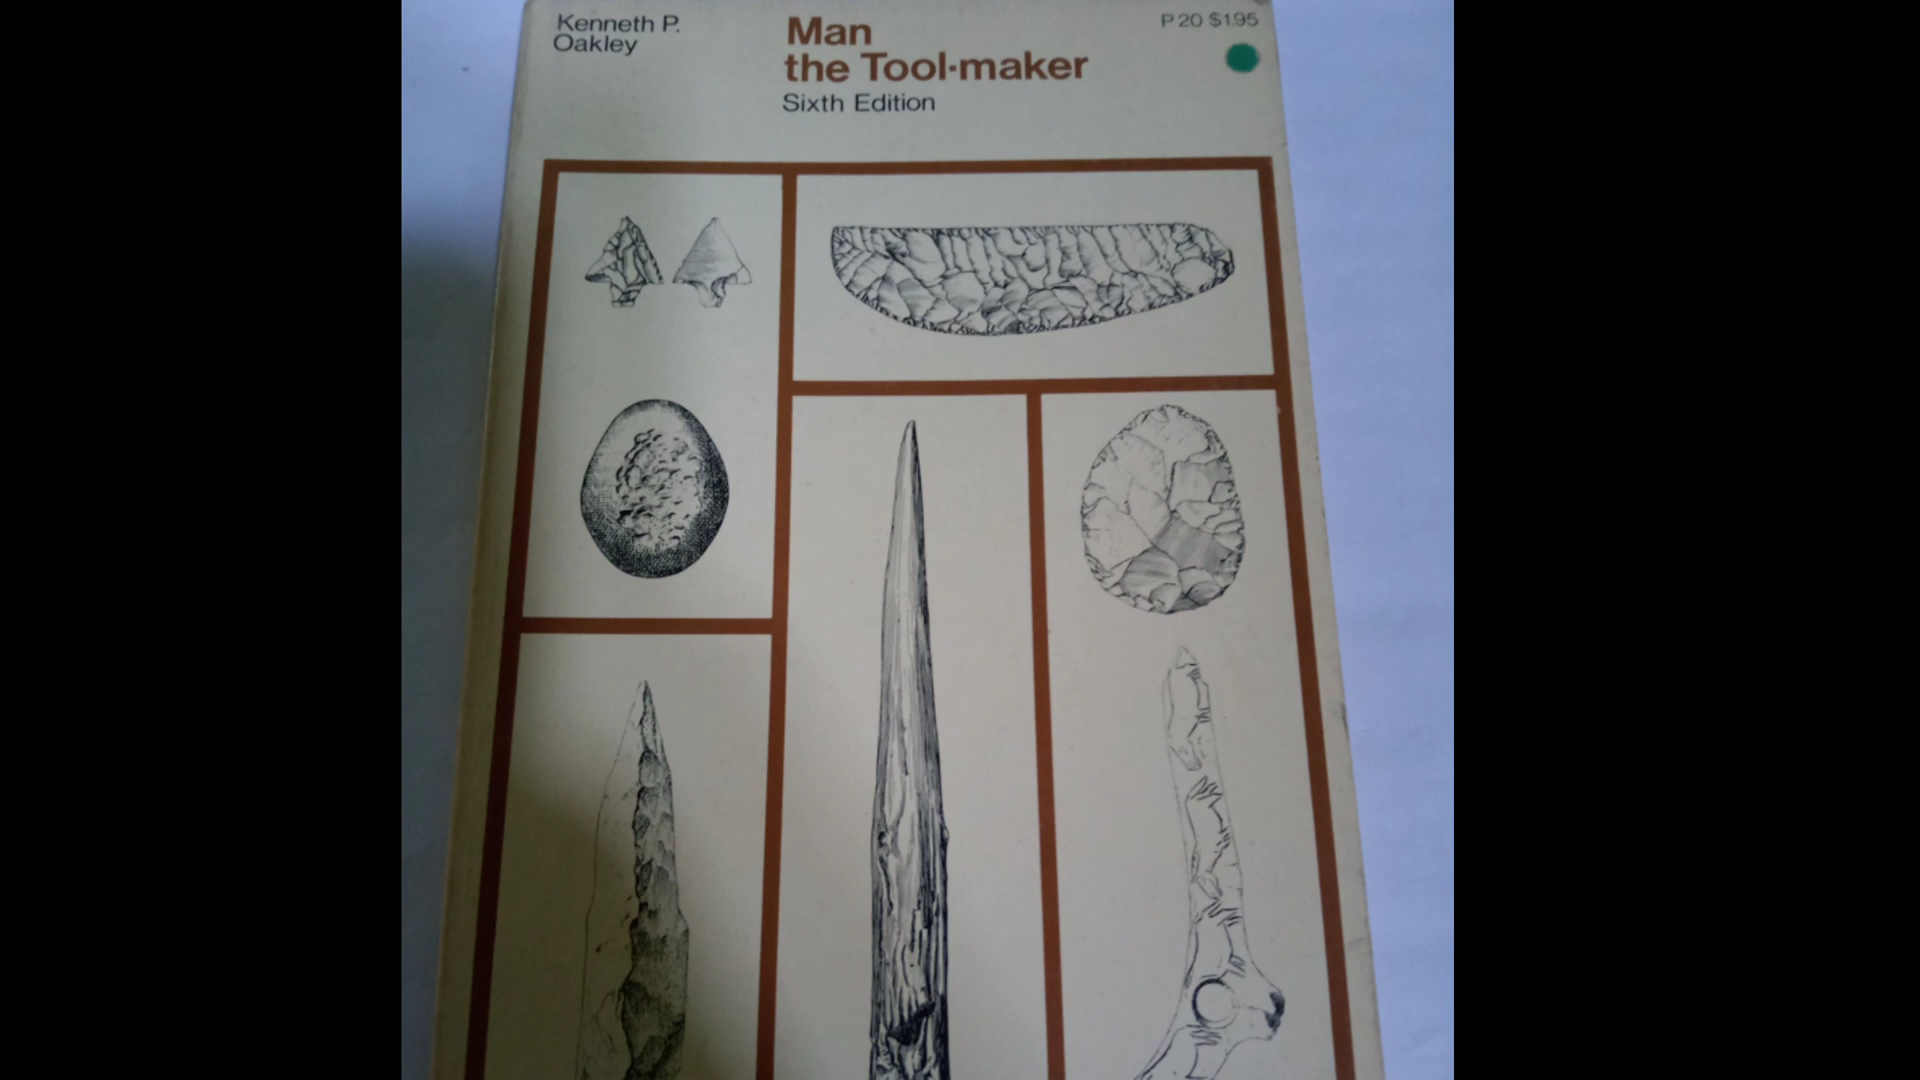 Kenneth P.
Oakley
Man
the Tool·maker
Sixth Edition
P 20 $1.95